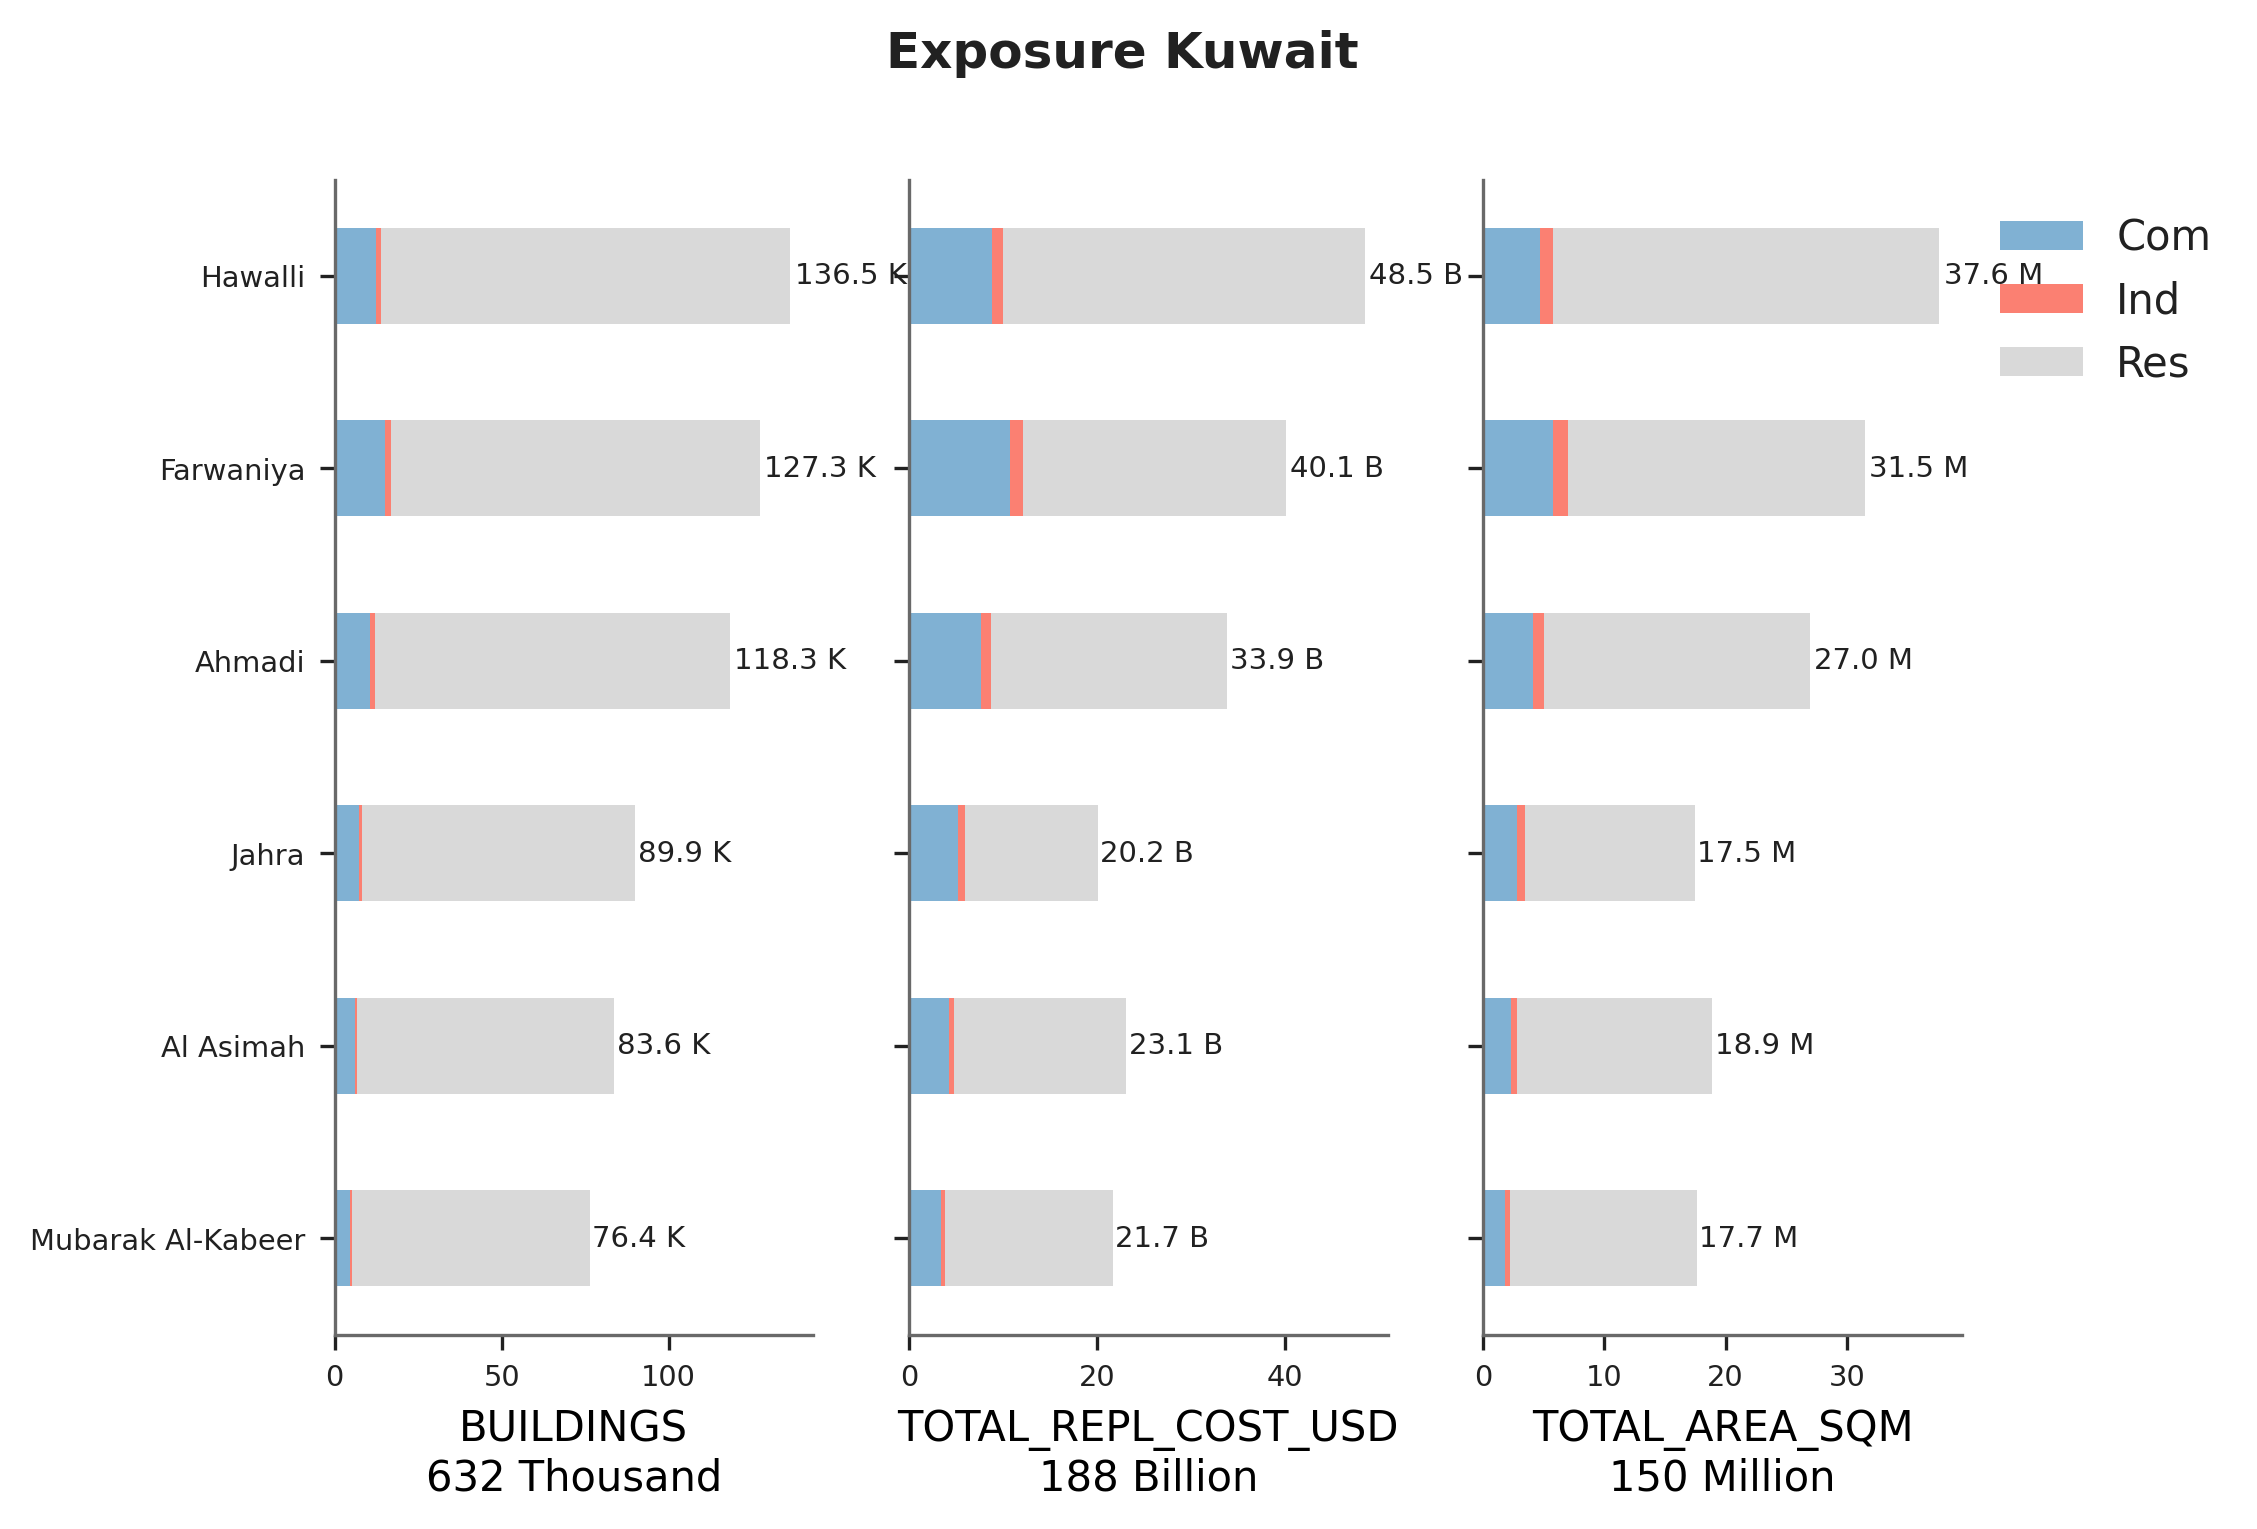 Exposure Kuwait
Hawalli 136.5 K 48.5 B 37.6 M
Farwaniya 127.3 K 40.1 B 31.5 M
Ahmadi 118.3 K 33.9 B 27.0 M
Jahra 89.9 K 20.2 B 17.5 M
Al Asimah 83.6 K 23.1 B 18.9 M
Mubarak Al-Kabeer 76.4 K 21.7 B 17.7 M
0 50 100
BUILDINGS
632 Thousand
0 20 40
TOTAL_REPL_COST_USD
188 Billion
0 10 20 30
TOTAL_AREA_SQM
150 Million
Com
Ind
Res